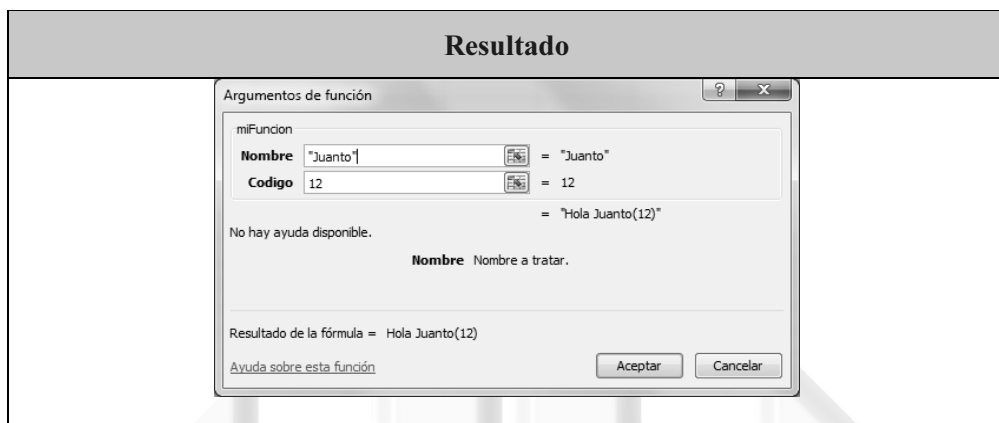 Resultado
Argumentos de función
miFuncion
Nombre "Juanto" = "Juanto"
Codigo 12 = 12
= "Hola Juanto(12)"
No hay ayuda disponible.
Nombre Nombre a tratar.
Resultado de la fórmula = Hola Juanto(12)
Ayuda sobre esta función Aceptar Cancelar